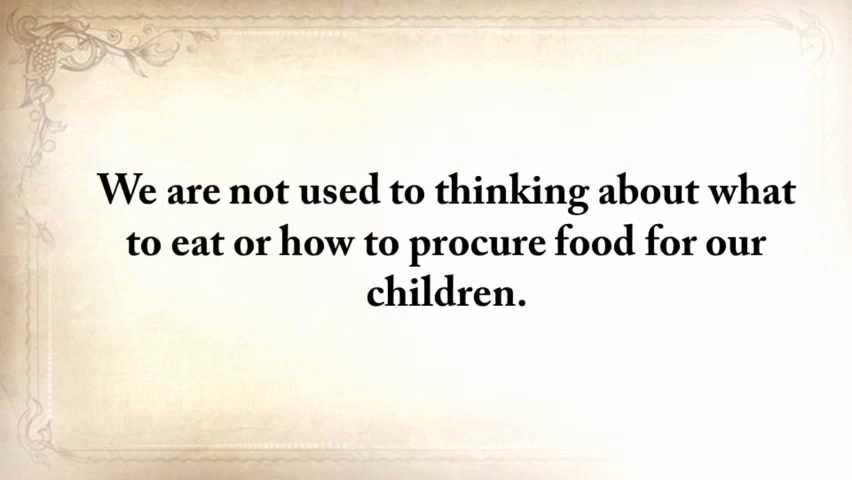 We are not used to thinking about what
to eat or how to procure food for our
children.